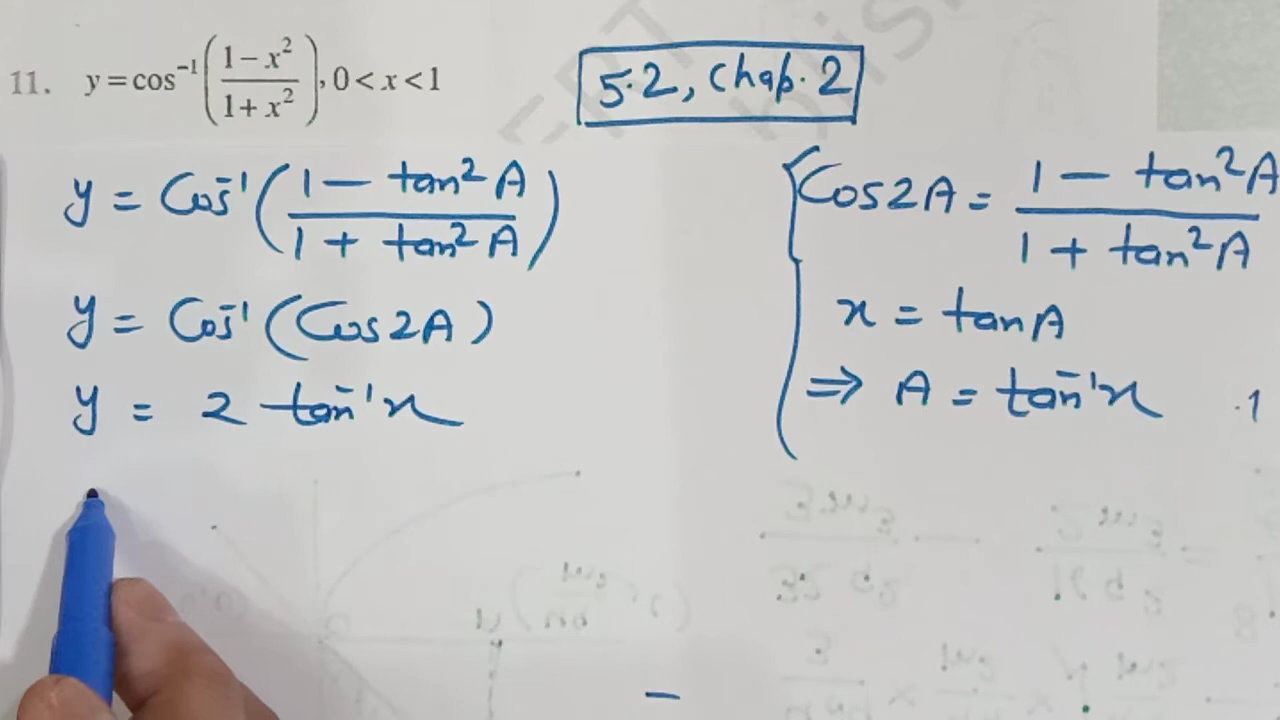 11. y = cos⁻¹((1 − x²)/(1 + x²)), 0 < x < 1
5.2, Chap. 2
y = Cos⁻¹((1 − tan²A)/(1 + tan²A))
y = Cos⁻¹(Cos2A)
y = 2 tan⁻¹x
Cos2A = (1 − tan²A)/(1 + tan²A)
x = tanA
⇒ A = tan⁻¹x